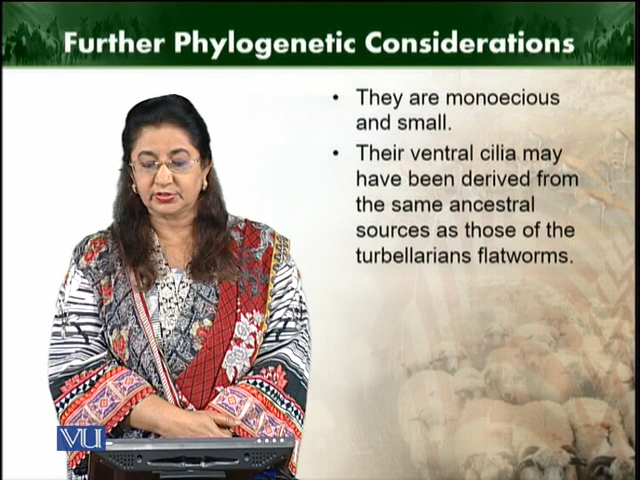 Further Phylogenetic Considerations
• They are monoecious
and small.
• Their ventral cilia may
have been derived from
the same ancestral
sources as those of the
turbellarians flatworms.
VU